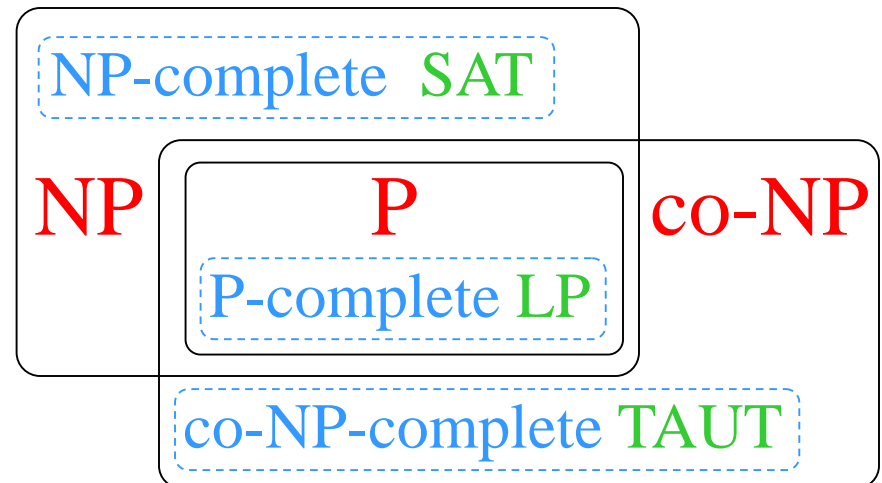 NP-complete SAT
NP P co-NP
P-complete LP
co-NP-complete TAUT